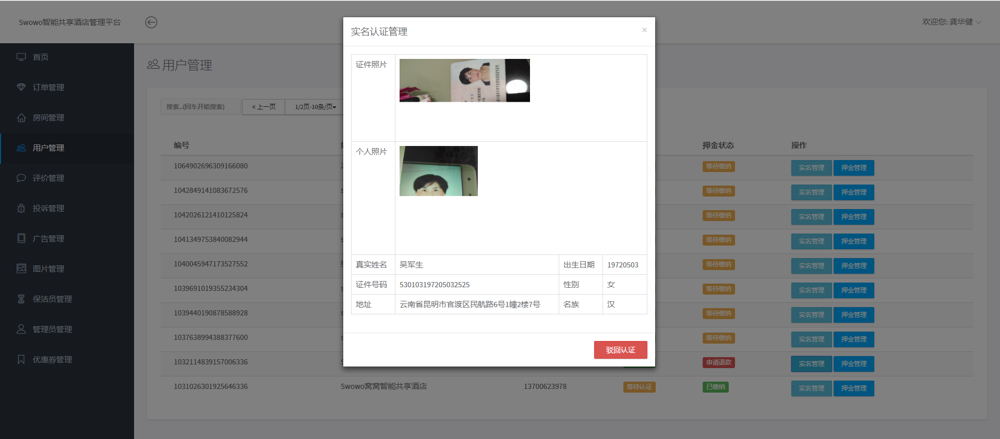 Swowo智能共享酒店管理平台
欢迎您: 龚华健
首页
订单管理
房间管理
用户管理
评价管理
投诉管理
广告管理
图片管理
保洁员管理
管理员管理
优惠券管理
用户管理
搜索..(回车开始搜索)
« 上一页
1/2页-10条/页
编号
押金状态
操作
1064902696309166080
等待缴纳
实名管理
押金管理
1042849141083672576
等待缴纳
实名管理
押金管理
1042026121410125824
等待缴纳
实名管理
押金管理
1041349753840082944
等待缴纳
实名管理
押金管理
1040045947173527552
等待缴纳
实名管理
押金管理
1039691019355234304
等待缴纳
实名管理
押金管理
1039440190878588928
等待缴纳
实名管理
押金管理
1037638994388377600
等待缴纳
实名管理
押金管理
1032114839157006336
申请退款
实名管理
押金管理
1031026301925646336
Swowo窝窝智能共享酒店
13700623978
等待认证
已缴纳
实名管理
押金管理
实名认证管理
×
证件照片
个人照片
真实姓名
吴军生
出生日期
19720503
证件号码
530103197205032525
性别
女
地址
云南省昆明市官渡区民航路6号1幢2楼7号
名族
汉
驳回认证